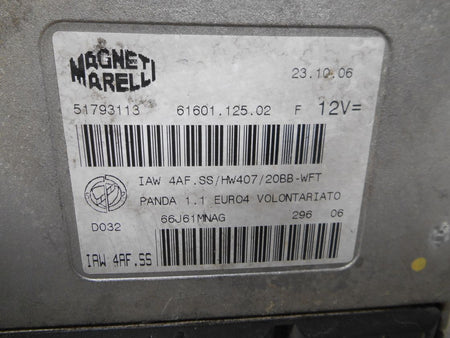 MAGNETI
MARELLI
23.10.06
51793113 61601.125.02 F 12V=
IAW 4AF.SS/HW407/20BB-WFT
PANDA 1.1 EURO4 VOLONTARIATO
D032 66J61MNAG 296 06
IAW 4AF.SS